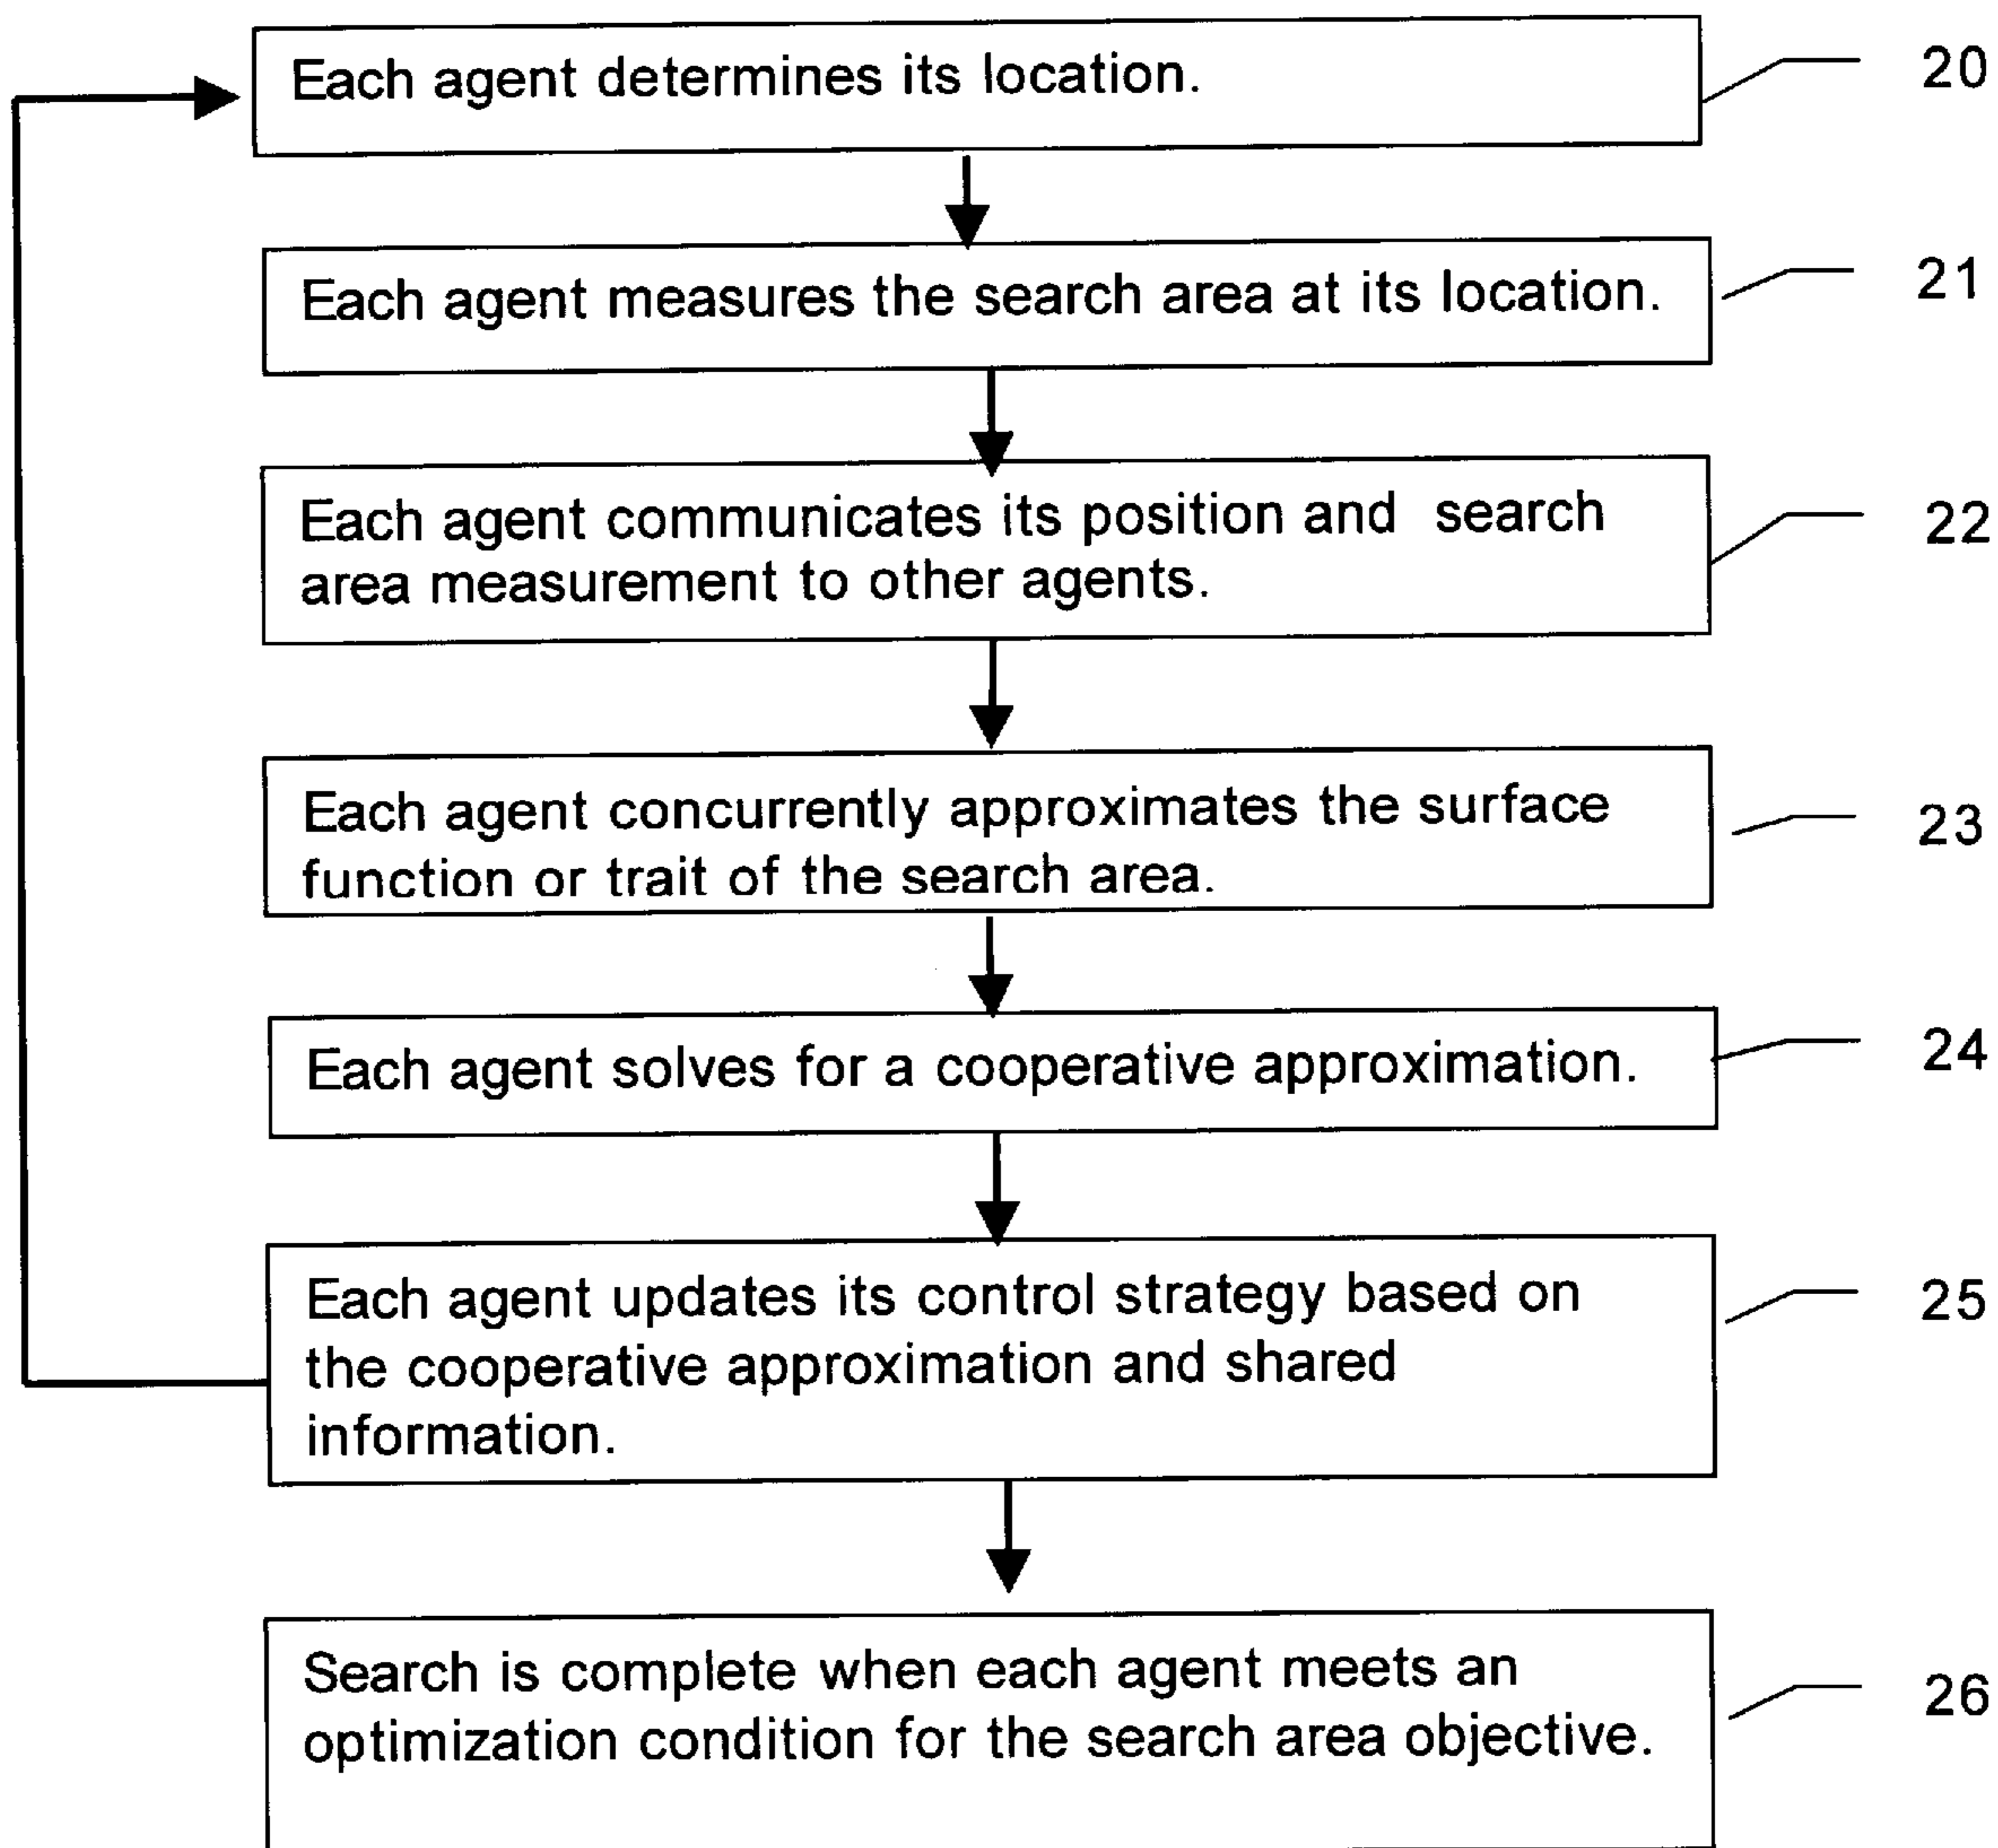 Each agent determines its location.
20
Each agent measures the search area at its location.
21
Each agent communicates its position and search
area measurement to other agents.
22
Each agent concurrently approximates the surface
function or trait of the search area.
23
Each agent solves for a cooperative approximation.
24
Each agent updates its control strategy based on
the cooperative approximation and shared
information.
25
Search is complete when each agent meets an
optimization condition for the search area objective.
26